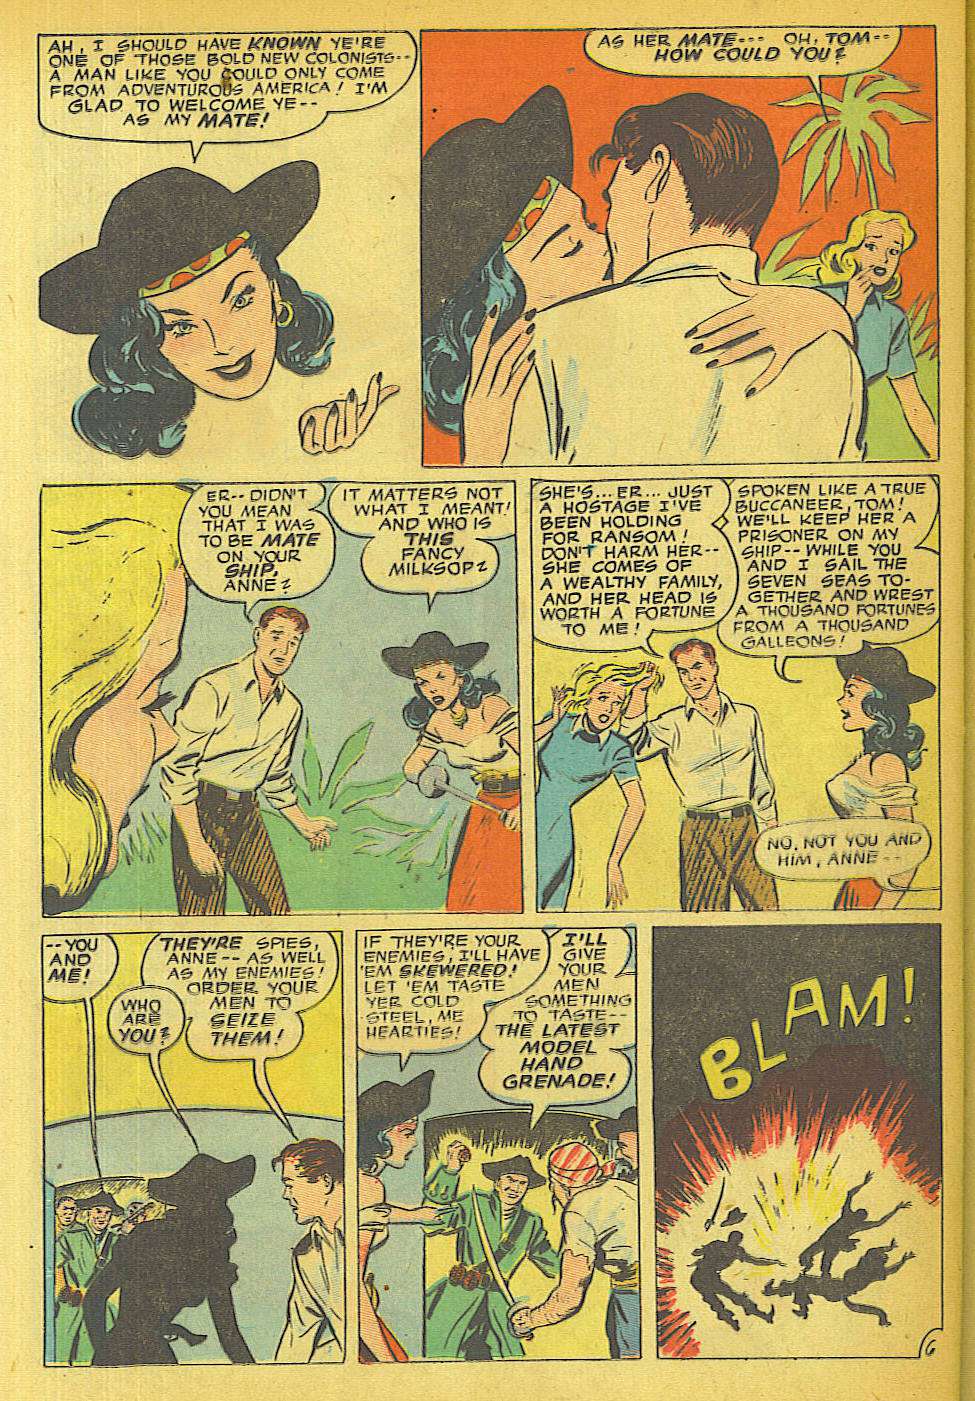 AH, I SHOULD HAVE KNOWN YE'RE
ONE OF THOSE BOLD NEW COLONISTS--
A MAN LIKE YOU COULD ONLY COME
FROM ADVENTUROUS AMERICA! I'M
GLAD TO WELCOME YE--
AS MY MATE!
AS HER MATE--- OH, TOM--
HOW COULD YOU?
ER-- DIDN'T
YOU MEAN
THAT I WAS
TO BE MATE
ON YOUR
SHIP,
ANNE?
IT MATTERS NOT
WHAT I MEANT!
AND WHO IS
THIS
FANCY
MILKSOP?
SHE'S... ER... JUST
A HOSTAGE I'VE
BEEN HOLDING
FOR RANSOM!
DON'T HARM HER--
SHE COMES OF
A WEALTHY FAMILY,
AND HER HEAD IS
WORTH A FORTUNE
TO ME!
SPOKEN LIKE A TRUE
BUCCANEER, TOM!
WE'LL KEEP HER A
PRISONER ON MY
SHIP-- WHILE YOU
AND I SAIL THE
SEVEN SEAS TO-
GETHER AND WREST
A THOUSAND FORTUNES
FROM A THOUSAND
GALLEONS!
NO, NOT YOU AND
HIM, ANNE--
--YOU
AND
ME!
WHO
ARE
YOU?
THEY'RE SPIES,
ANNE-- AS WELL
AS MY ENEMIES!
ORDER YOUR
MEN TO
SEIZE
THEM!
IF THEY'RE YOUR
ENEMIES, I'LL HAVE
'EM SKEWERED!
LET 'EM TASTE
YER COLD
STEEL, ME
HEARTIES!
I'LL
GIVE
YOUR
MEN
SOMETHING
TO TASTE--
THE LATEST
MODEL
HAND
GRENADE!
BLAM!
6